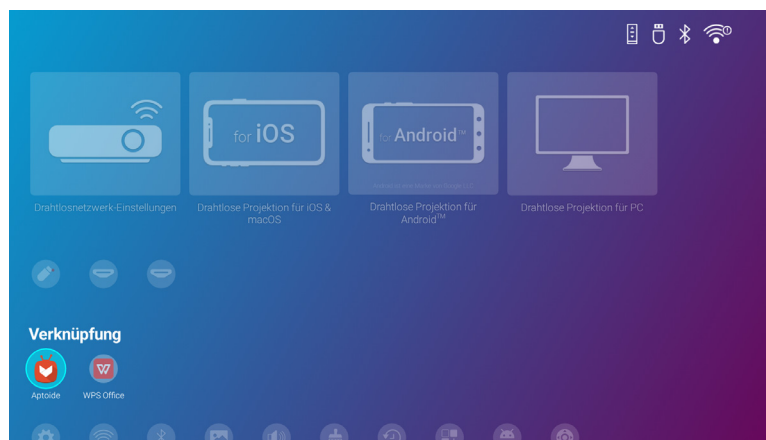 for iOS
for Android™
Drahtlosnetzwerk-Einstellungen
Drahtlose Projektion für iOS &
macOS
Drahtlose Projektion für
Android™
Drahtlose Projektion für PC
Verknüpfung
Aptoide
WPS Office